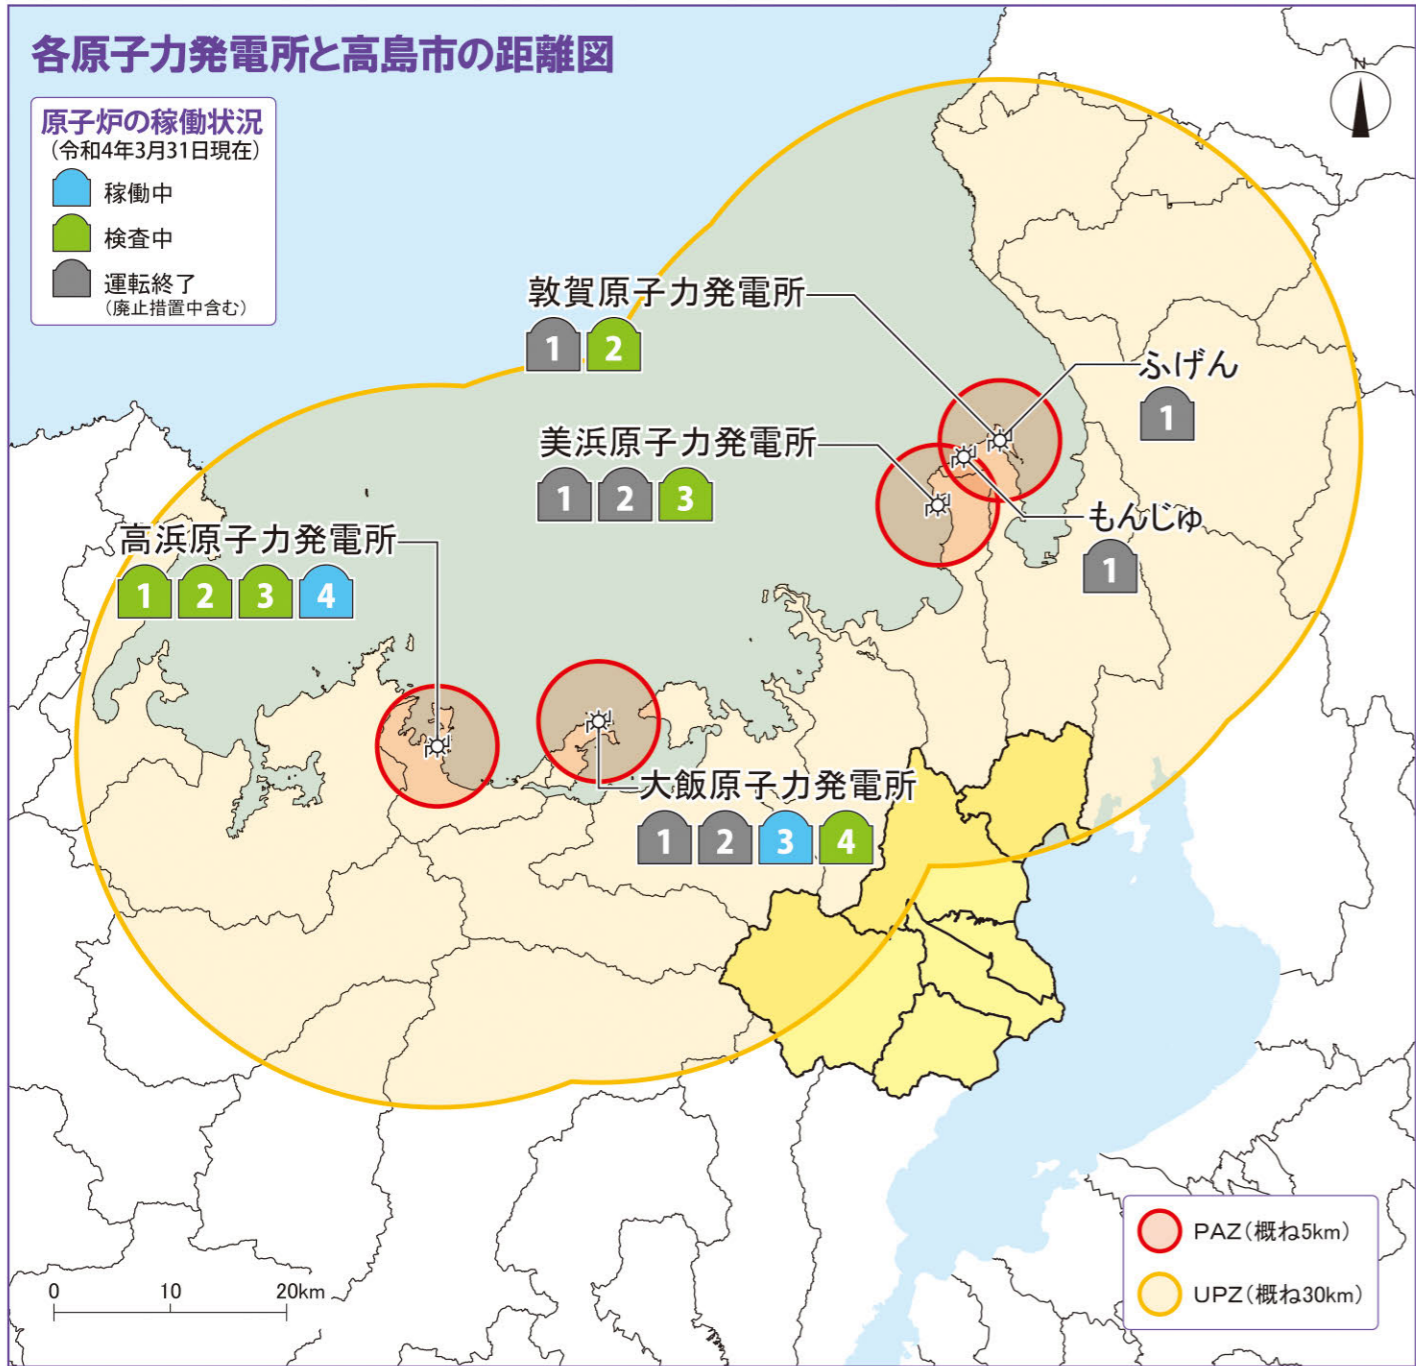 各原子力発電所と高島市の距離図
原子炉の稼働状況
（令和4年3月31日現在）
稼働中
検査中
運転終了
（廃止措置中含む）
N
敦賀原子力発電所
1 2
ふげん
1
美浜原子力発電所
1 2 3
もんじゅ
1
高浜原子力発電所
1 2 3 4
大飯原子力発電所
1 2 3 4
PAZ（概ね5km）
UPZ（概ね30km）
0 10 20km